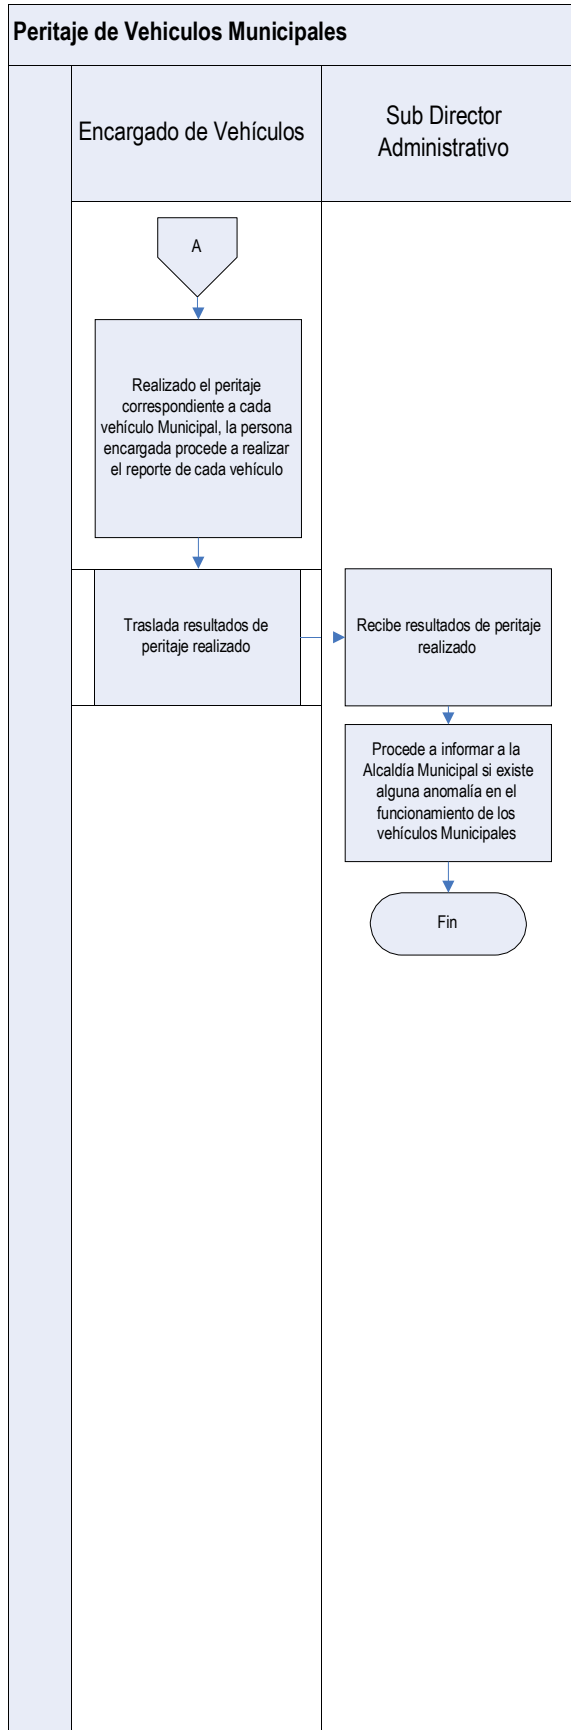 Peritaje de Vehiculos Municipales
Encargado de Vehículos
Sub Director
Administrativo
A
Realizado el peritaje
correspondiente a cada
vehículo Municipal, la persona
encargada procede a realizar
el reporte de cada vehículo
Traslada resultados de
peritaje realizado
Recibe resultados de peritaje
realizado
Procede a informar a la
Alcaldía Municipal si existe
alguna anomalía en el
funcionamiento de los
vehículos Municipales
Fin